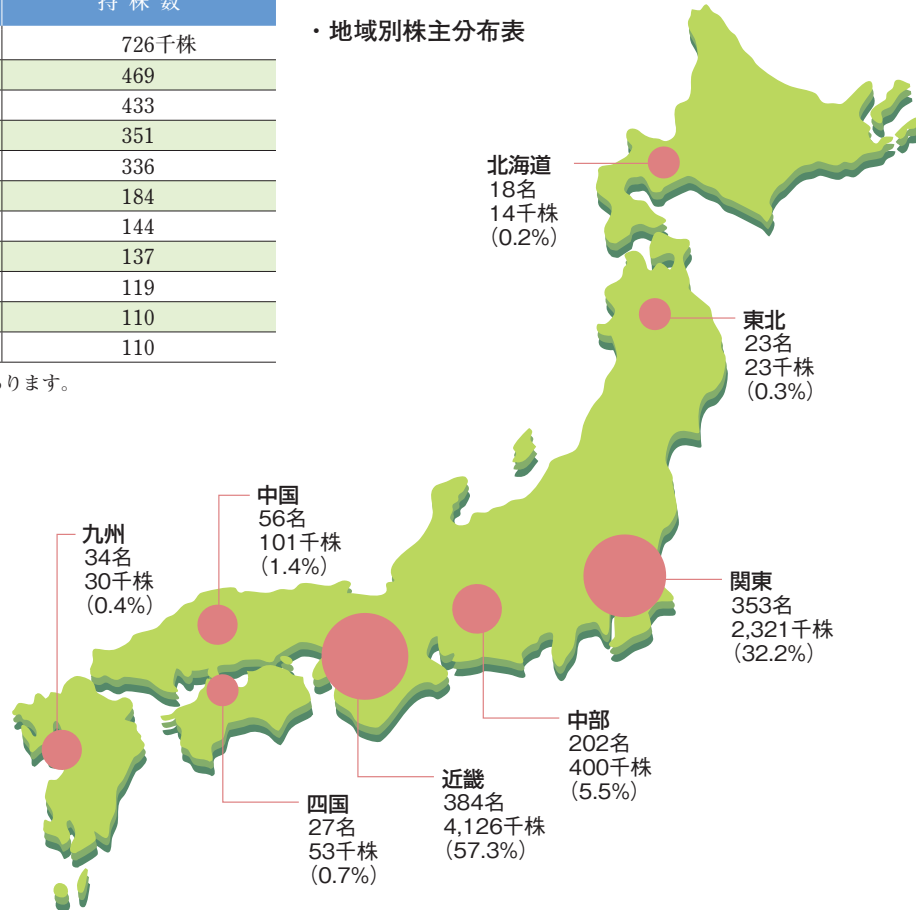 持株数
726千株
469
433
351
336
184
144
137
119
110
110
ります。
・地域別株主分布表
北海道
18名
14千株
(0.2%)
東北
23名
23千株
(0.3%)
中国
56名
101千株
(1.4%)
九州
34名
30千株
(0.4%)
関東
353名
2,321千株
(32.2%)
中部
202名
400千株
(5.5%)
近畿
384名
4,126千株
(57.3%)
四国
27名
53千株
(0.7%)